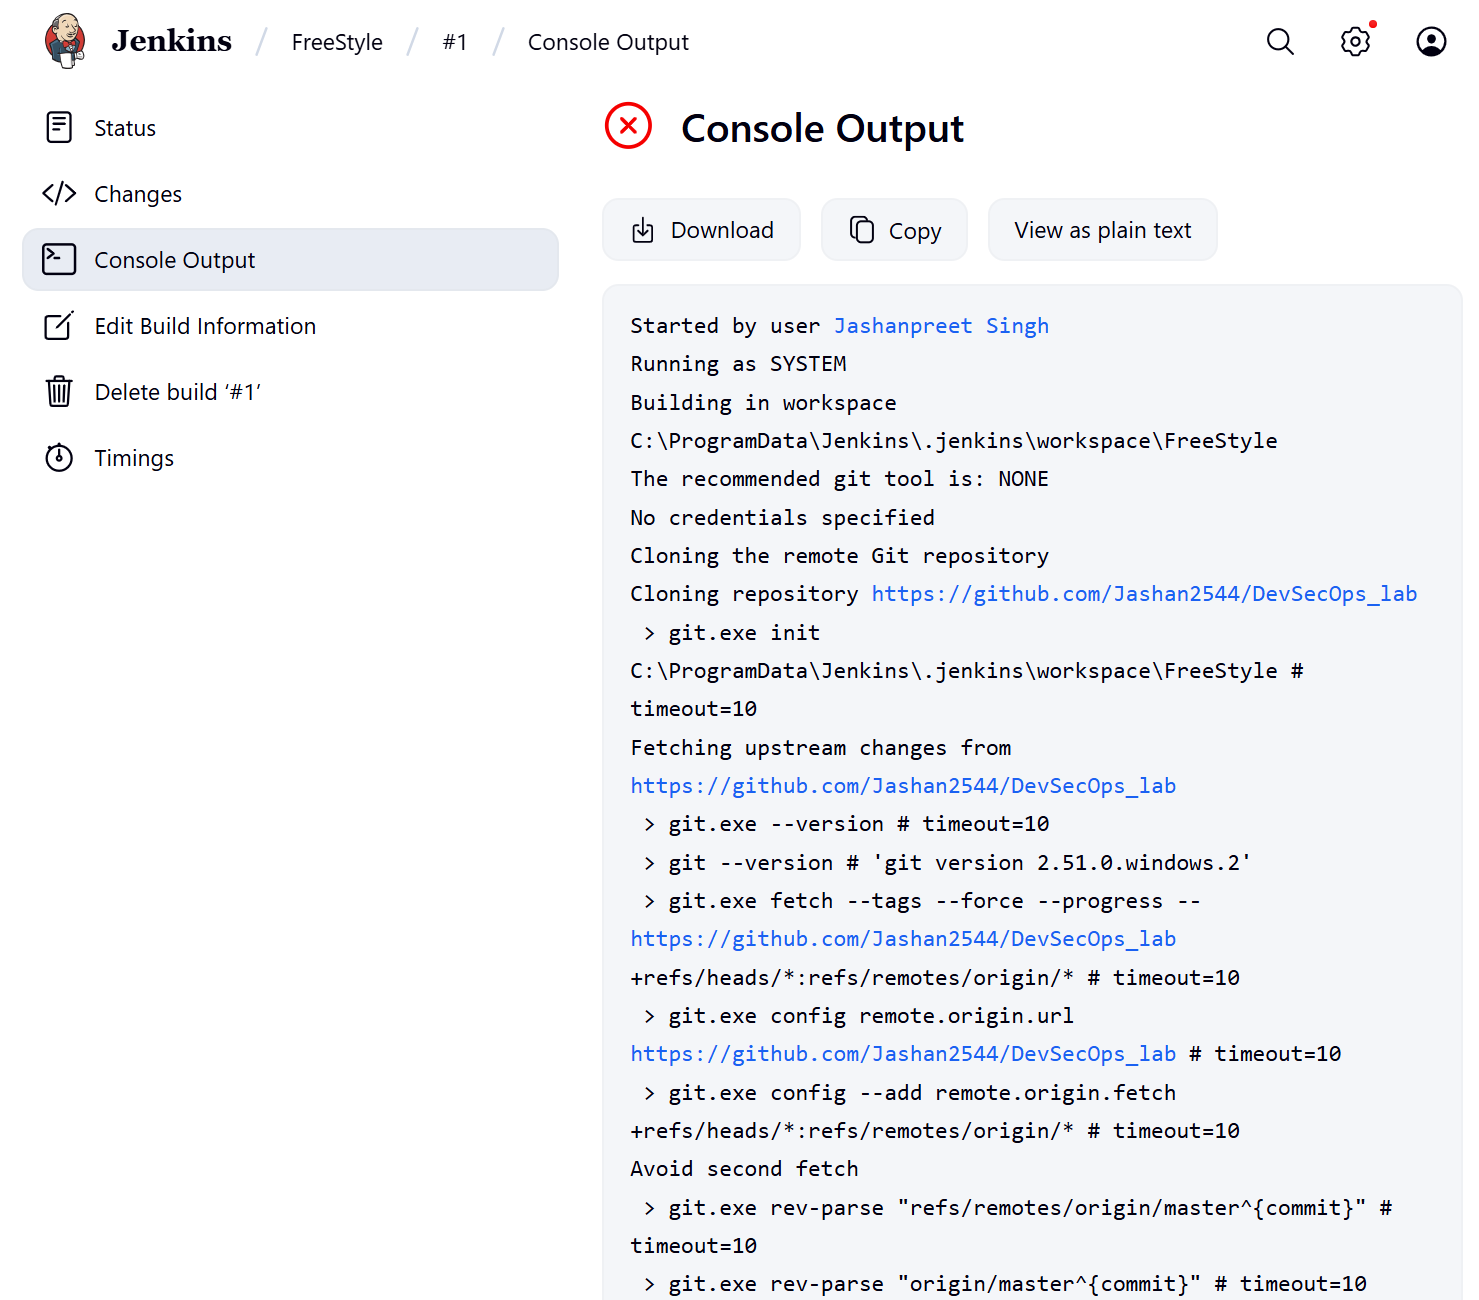 Jenkins / FreeStyle / #1 / Console Output
Status
Changes
Console Output
Edit Build Information
Delete build ‘#1’
Timings
Console Output
Download Copy View as plain text
Started by user Jashanpreet Singh
Running as SYSTEM
Building in workspace
C:\ProgramData\Jenkins\.jenkins\workspace\FreeStyle
The recommended git tool is: NONE
No credentials specified
Cloning the remote Git repository
Cloning repository https://github.com/Jashan2544/DevSecOps_lab
 > git.exe init
C:\ProgramData\Jenkins\.jenkins\workspace\FreeStyle #
timeout=10
Fetching upstream changes from
https://github.com/Jashan2544/DevSecOps_lab
 > git.exe --version # timeout=10
 > git --version # 'git version 2.51.0.windows.2'
 > git.exe fetch --tags --force --progress --
https://github.com/Jashan2544/DevSecOps_lab
+refs/heads/*:refs/remotes/origin/* # timeout=10
 > git.exe config remote.origin.url
https://github.com/Jashan2544/DevSecOps_lab # timeout=10
 > git.exe config --add remote.origin.fetch
+refs/heads/*:refs/remotes/origin/* # timeout=10
Avoid second fetch
 > git.exe rev-parse "refs/remotes/origin/master^{commit}" #
timeout=10
 > git.exe rev-parse "origin/master^{commit}" # timeout=10